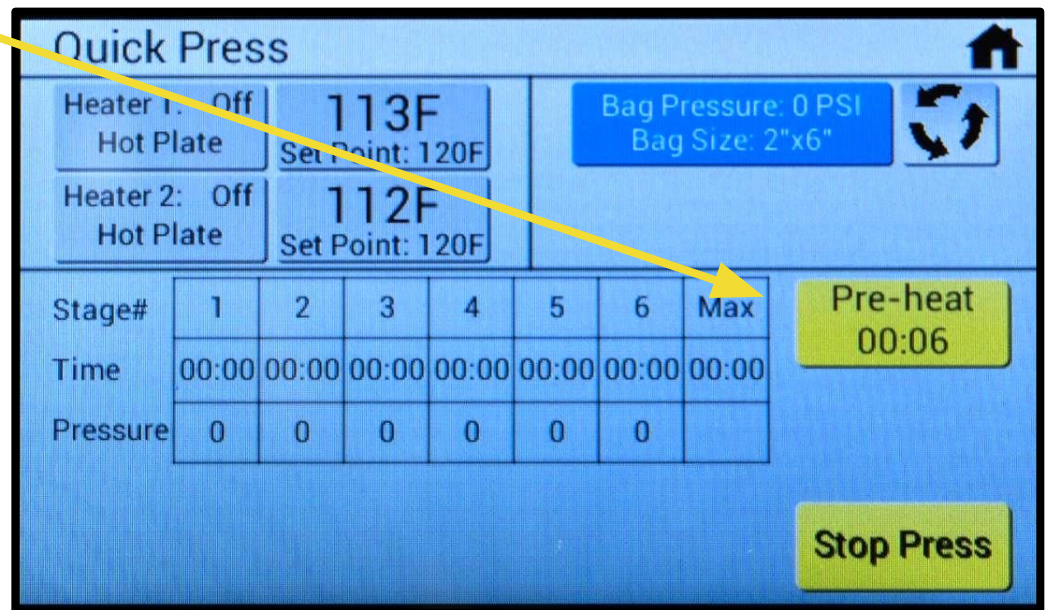 Quick Press
Heater 1: Off
Hot Plate
113F
Set Point: 120F
Bag Pressure: 0 PSI
Bag Size: 2"x6"
Heater 2: Off
Hot Plate
112F
Set Point: 120F
Stage# 1 2 3 4 5 6 Max
Time 00:00 00:00 00:00 00:00 00:00 00:00 00:00
Pressure 0 0 0 0 0 0
Pre-heat
00:06
Stop Press